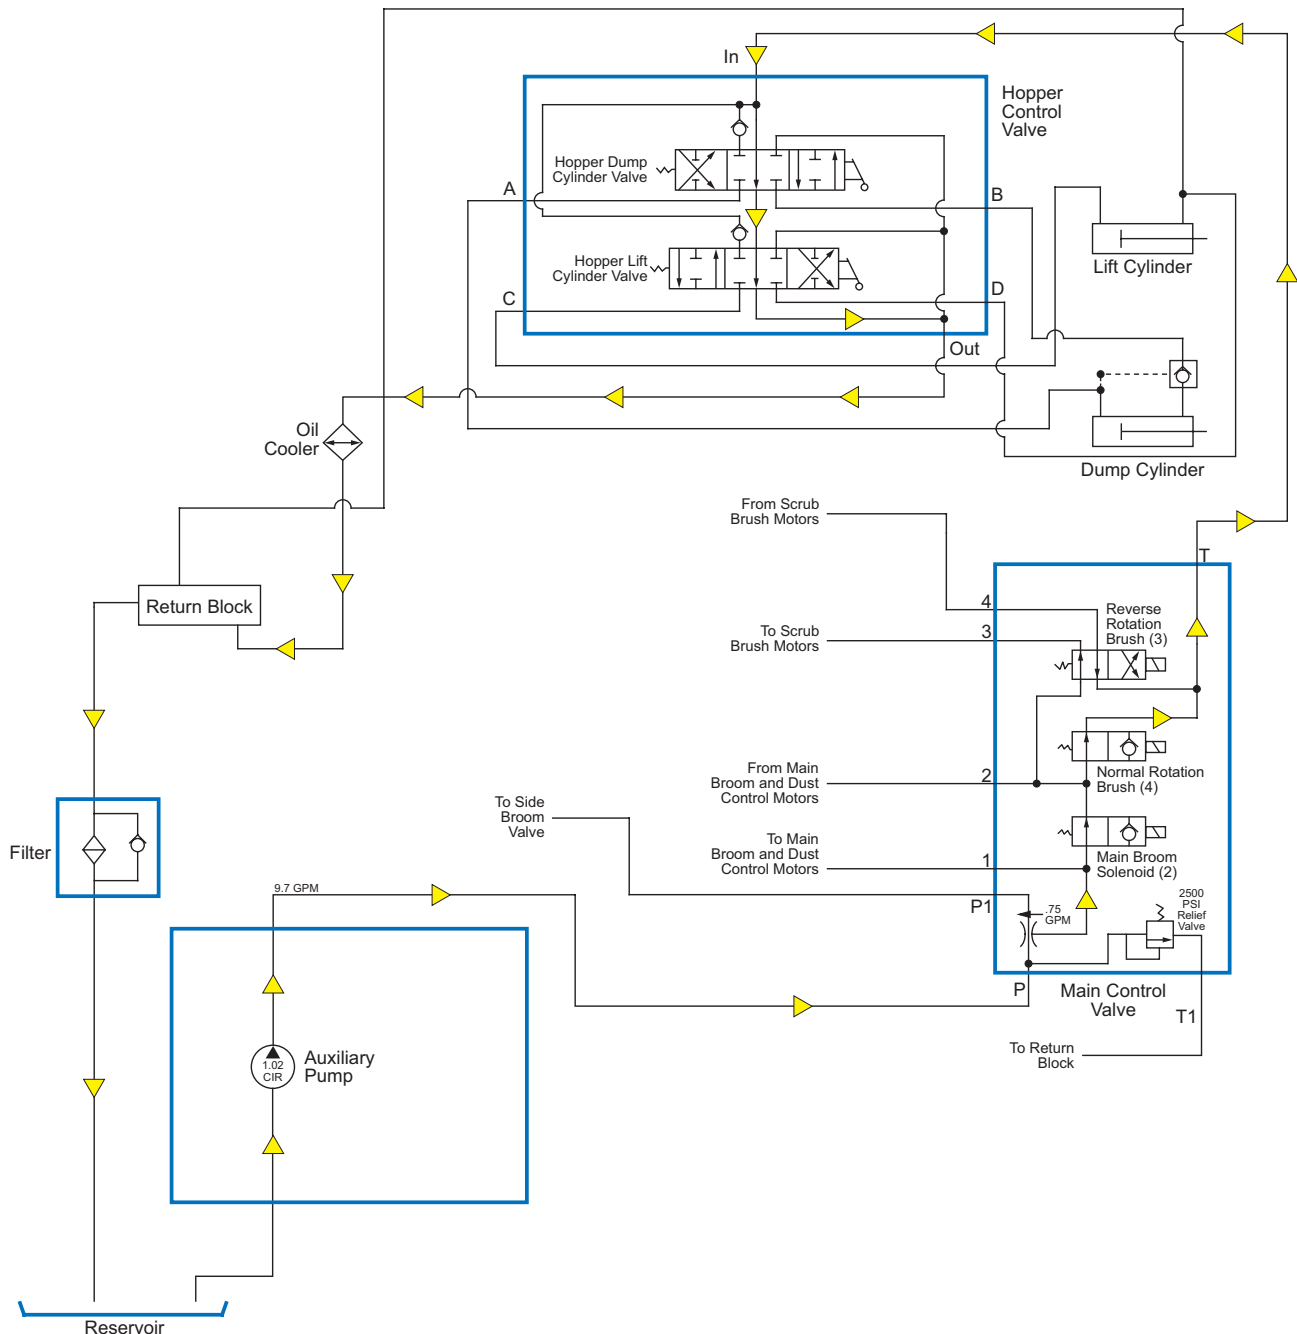 In
Hopper
Control
Valve
Hopper Dump
Cylinder Valve
A
B
Hopper Lift
Cylinder Valve
Lift Cylinder
C
D
Out
Oil
Cooler
Dump Cylinder
From Scrub
Brush Motors
T
Return Block
4
Reverse
Rotation
Brush (3)
To Scrub
Brush Motors
3
From Main
Broom and Dust
Control Motors
2
Normal Rotation
Brush (4)
To Side
Broom
Valve
To Main
Broom and Dust
Control Motors
1
Main Broom
Solenoid (2)
Filter
9.7 GPM
P1
.75
GPM
2500
PSI
Relief
Valve
P
Main Control
Valve
T1
1.02
CIR
Auxiliary
Pump
To Return
Block
Reservoir